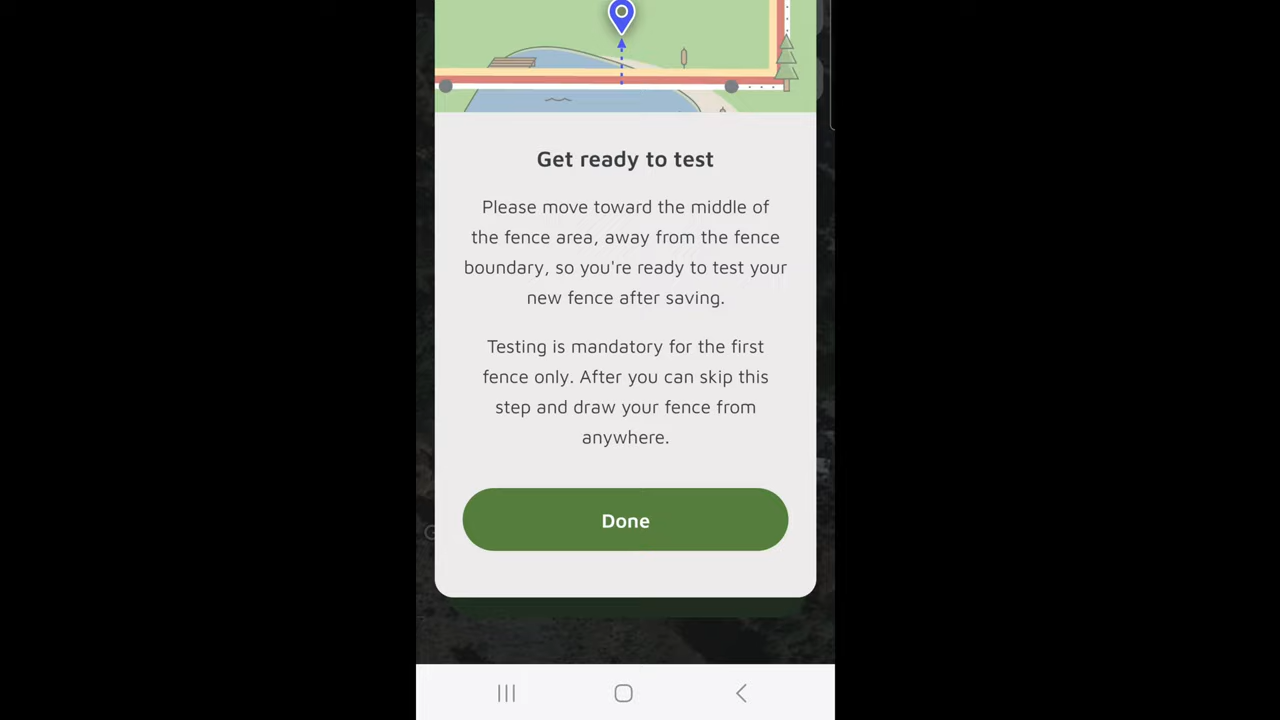 Get ready to test
Please move toward the middle of
the fence area, away from the fence
boundary, so you're ready to test your
new fence after saving.
Testing is mandatory for the first
fence only. After you can skip this
step and draw your fence from
anywhere.
Done